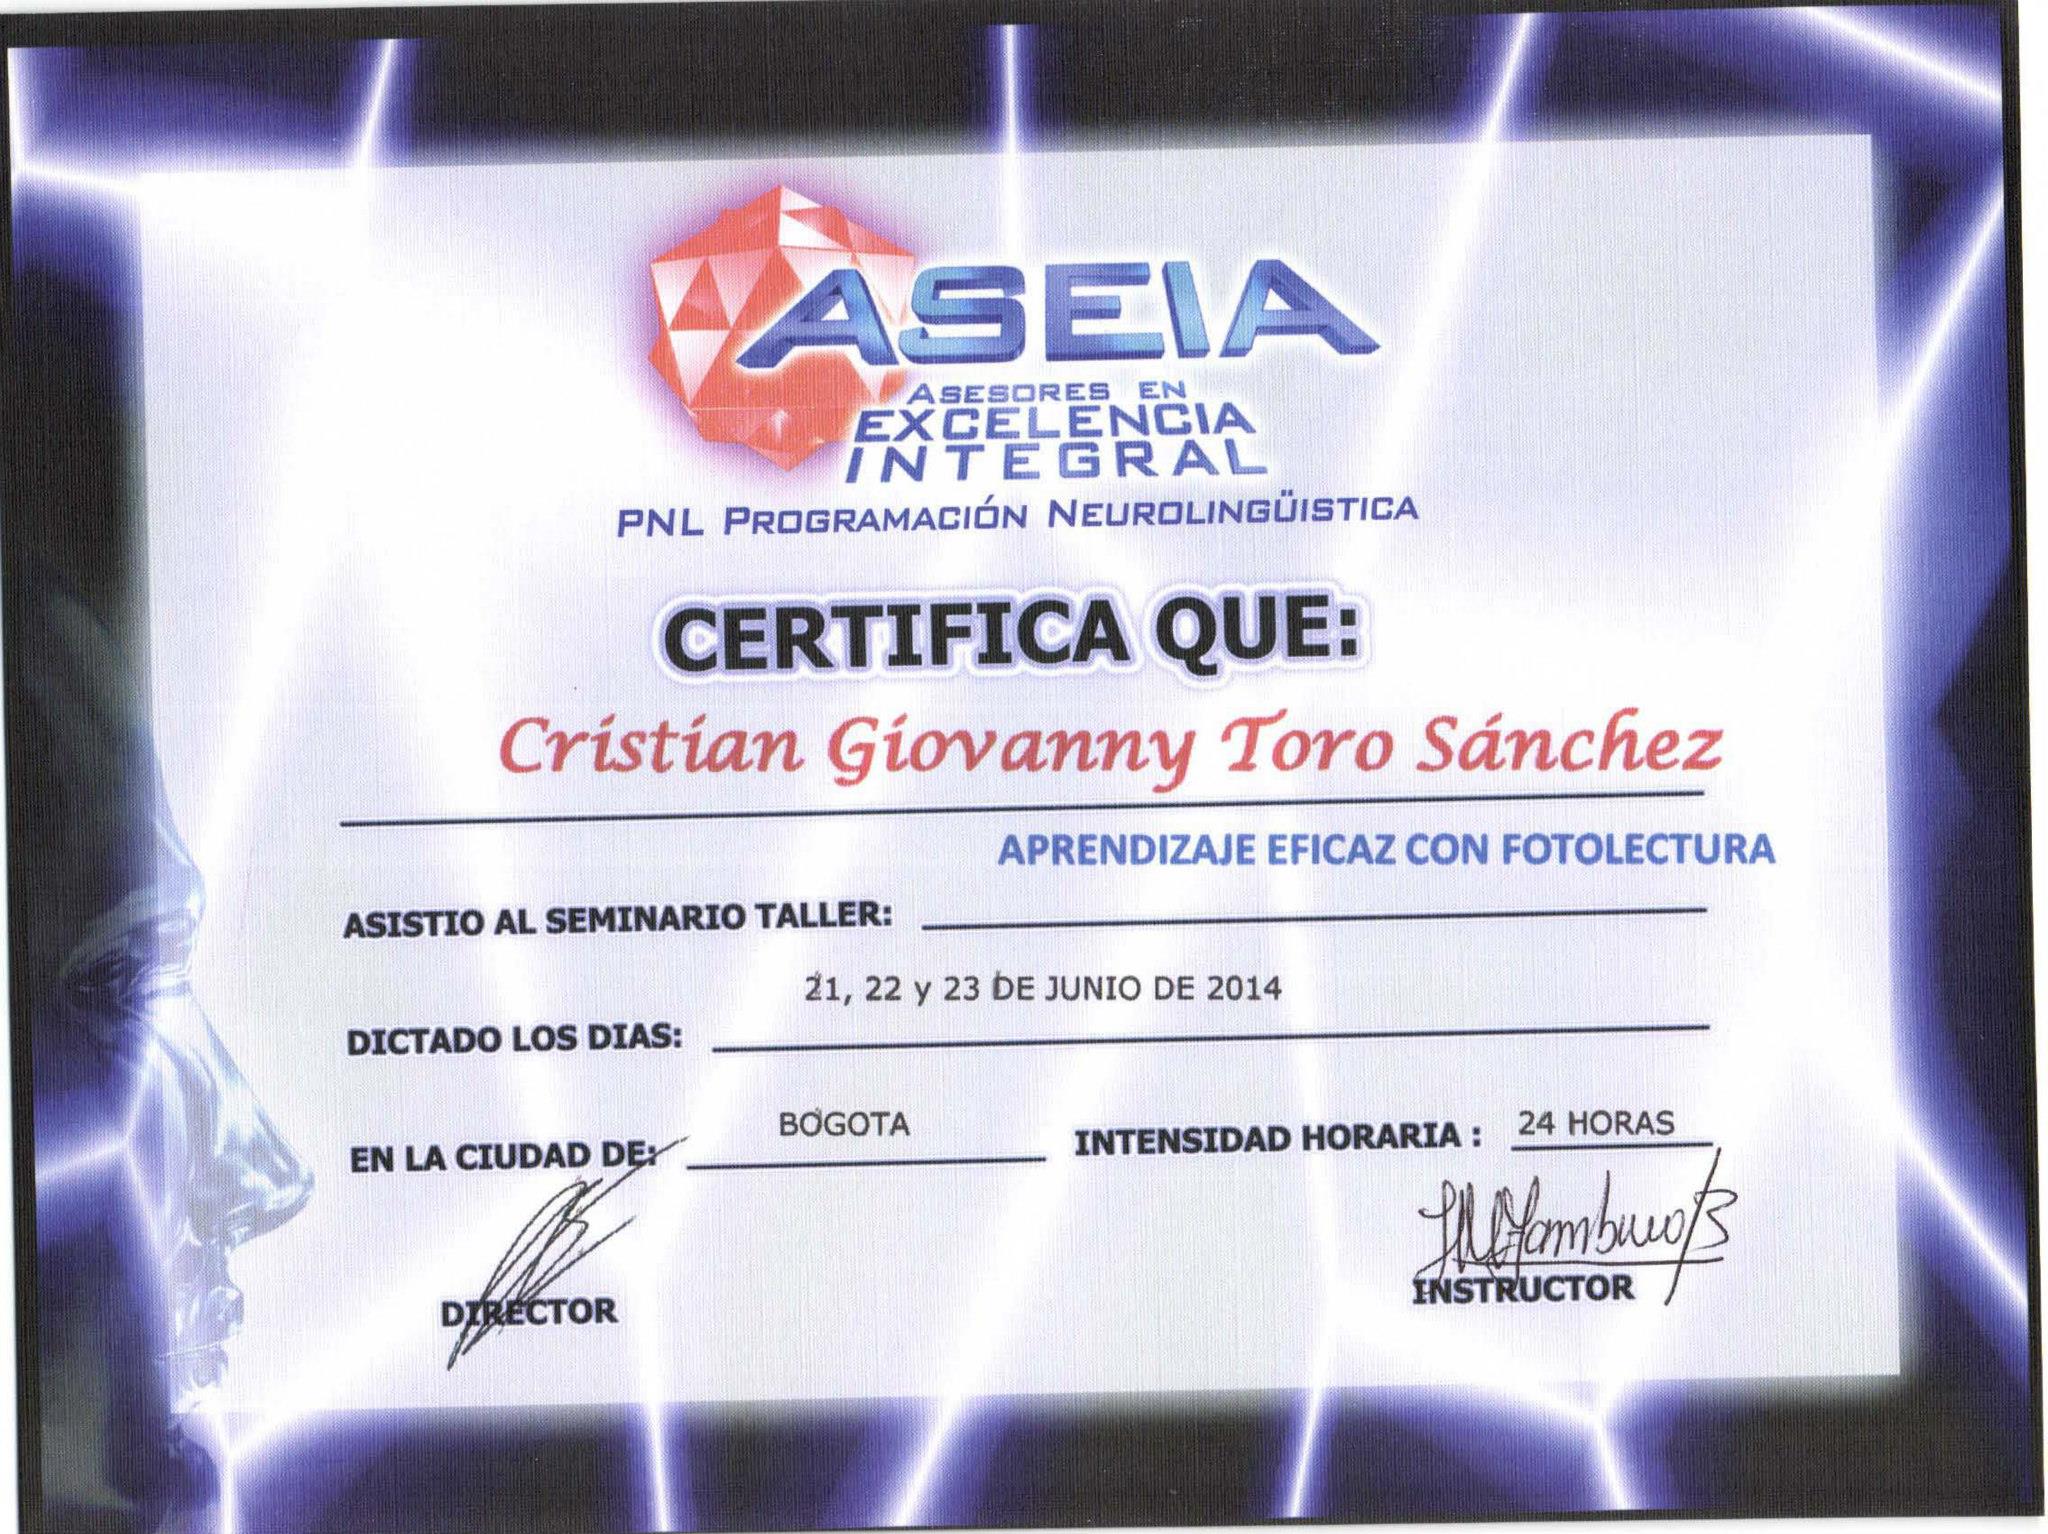 ASEIA
ASESORES EN
EXCELENCIA
INTEGRAL
PNL PROGRAMACIÓN NEUROLINGÜISTICA
CERTIFICA QUE:
Cristian Giovanny Toro Sánchez
APRENDIZAJE EFICAZ CON FOTOLECTURA
ASISTIO AL SEMINARIO TALLER:
21, 22 y 23 DE JUNIO DE 2014
DICTADO LOS DIAS:
EN LA CIUDAD DE: BOGOTA INTENSIDAD HORARIA : 24 HORAS
DIRECTOR
INSTRUCTOR